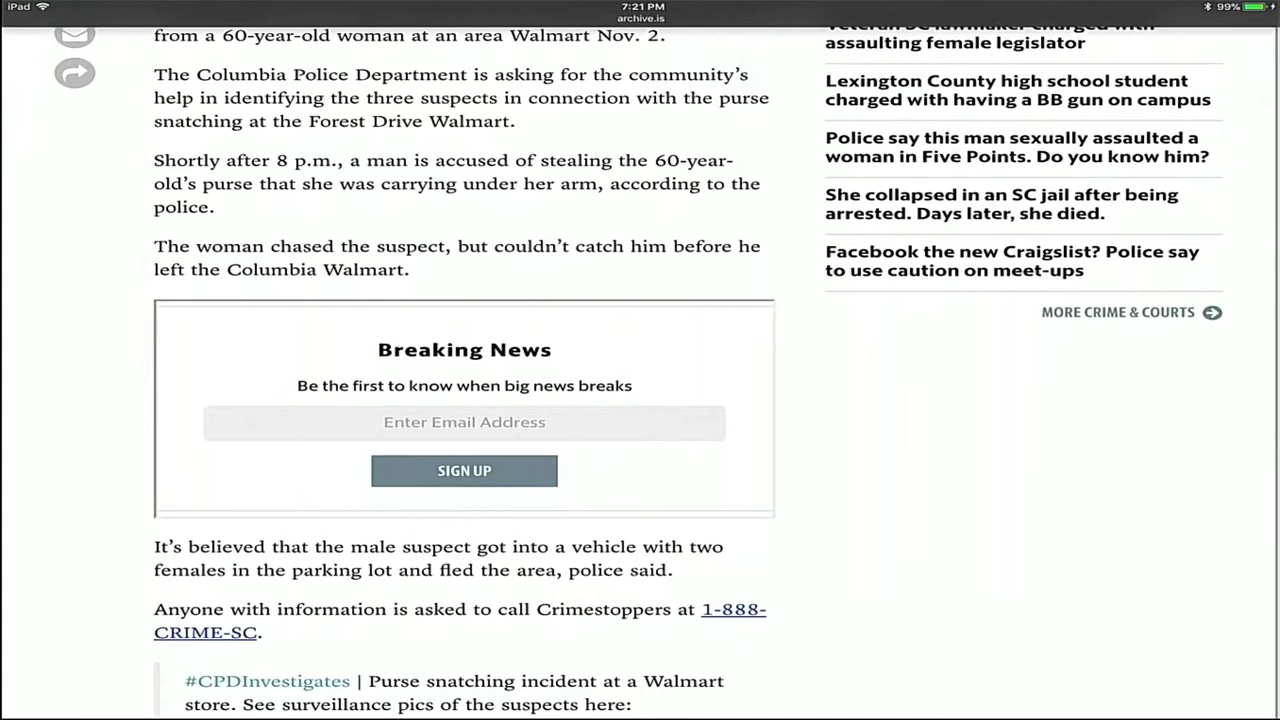 iPad
7:21 PM
99%
archive.is
from a 60-year-old woman at an area Walmart Nov. 2.
The Columbia Police Department is asking for the community's
help in identifying the three suspects in connection with the purse
snatching at the Forest Drive Walmart.
Shortly after 8 p.m., a man is accused of stealing the 60-year-
old's purse that she was carrying under her arm, according to the
police.
The woman chased the suspect, but couldn't catch him before he
left the Columbia Walmart.
Breaking News
Be the first to know when big news breaks
Enter Email Address
SIGN UP
It's believed that the male suspect got into a vehicle with two
females in the parking lot and fled the area, police said.
Anyone with information is asked to call Crimestoppers at 1-888-
CRIME-SC.
#CPDInvestigates | Purse snatching incident at a Walmart
store. See surveillance pics of the suspects here:
Veteran SC lawmaker charged with
assaulting female legislator
Lexington County high school student
charged with having a BB gun on campus
Police say this man sexually assaulted a
woman in Five Points. Do you know him?
She collapsed in an SC jail after being
arrested. Days later, she died.
Facebook the new Craigslist? Police say
to use caution on meet-ups
MORE CRIME & COURTS